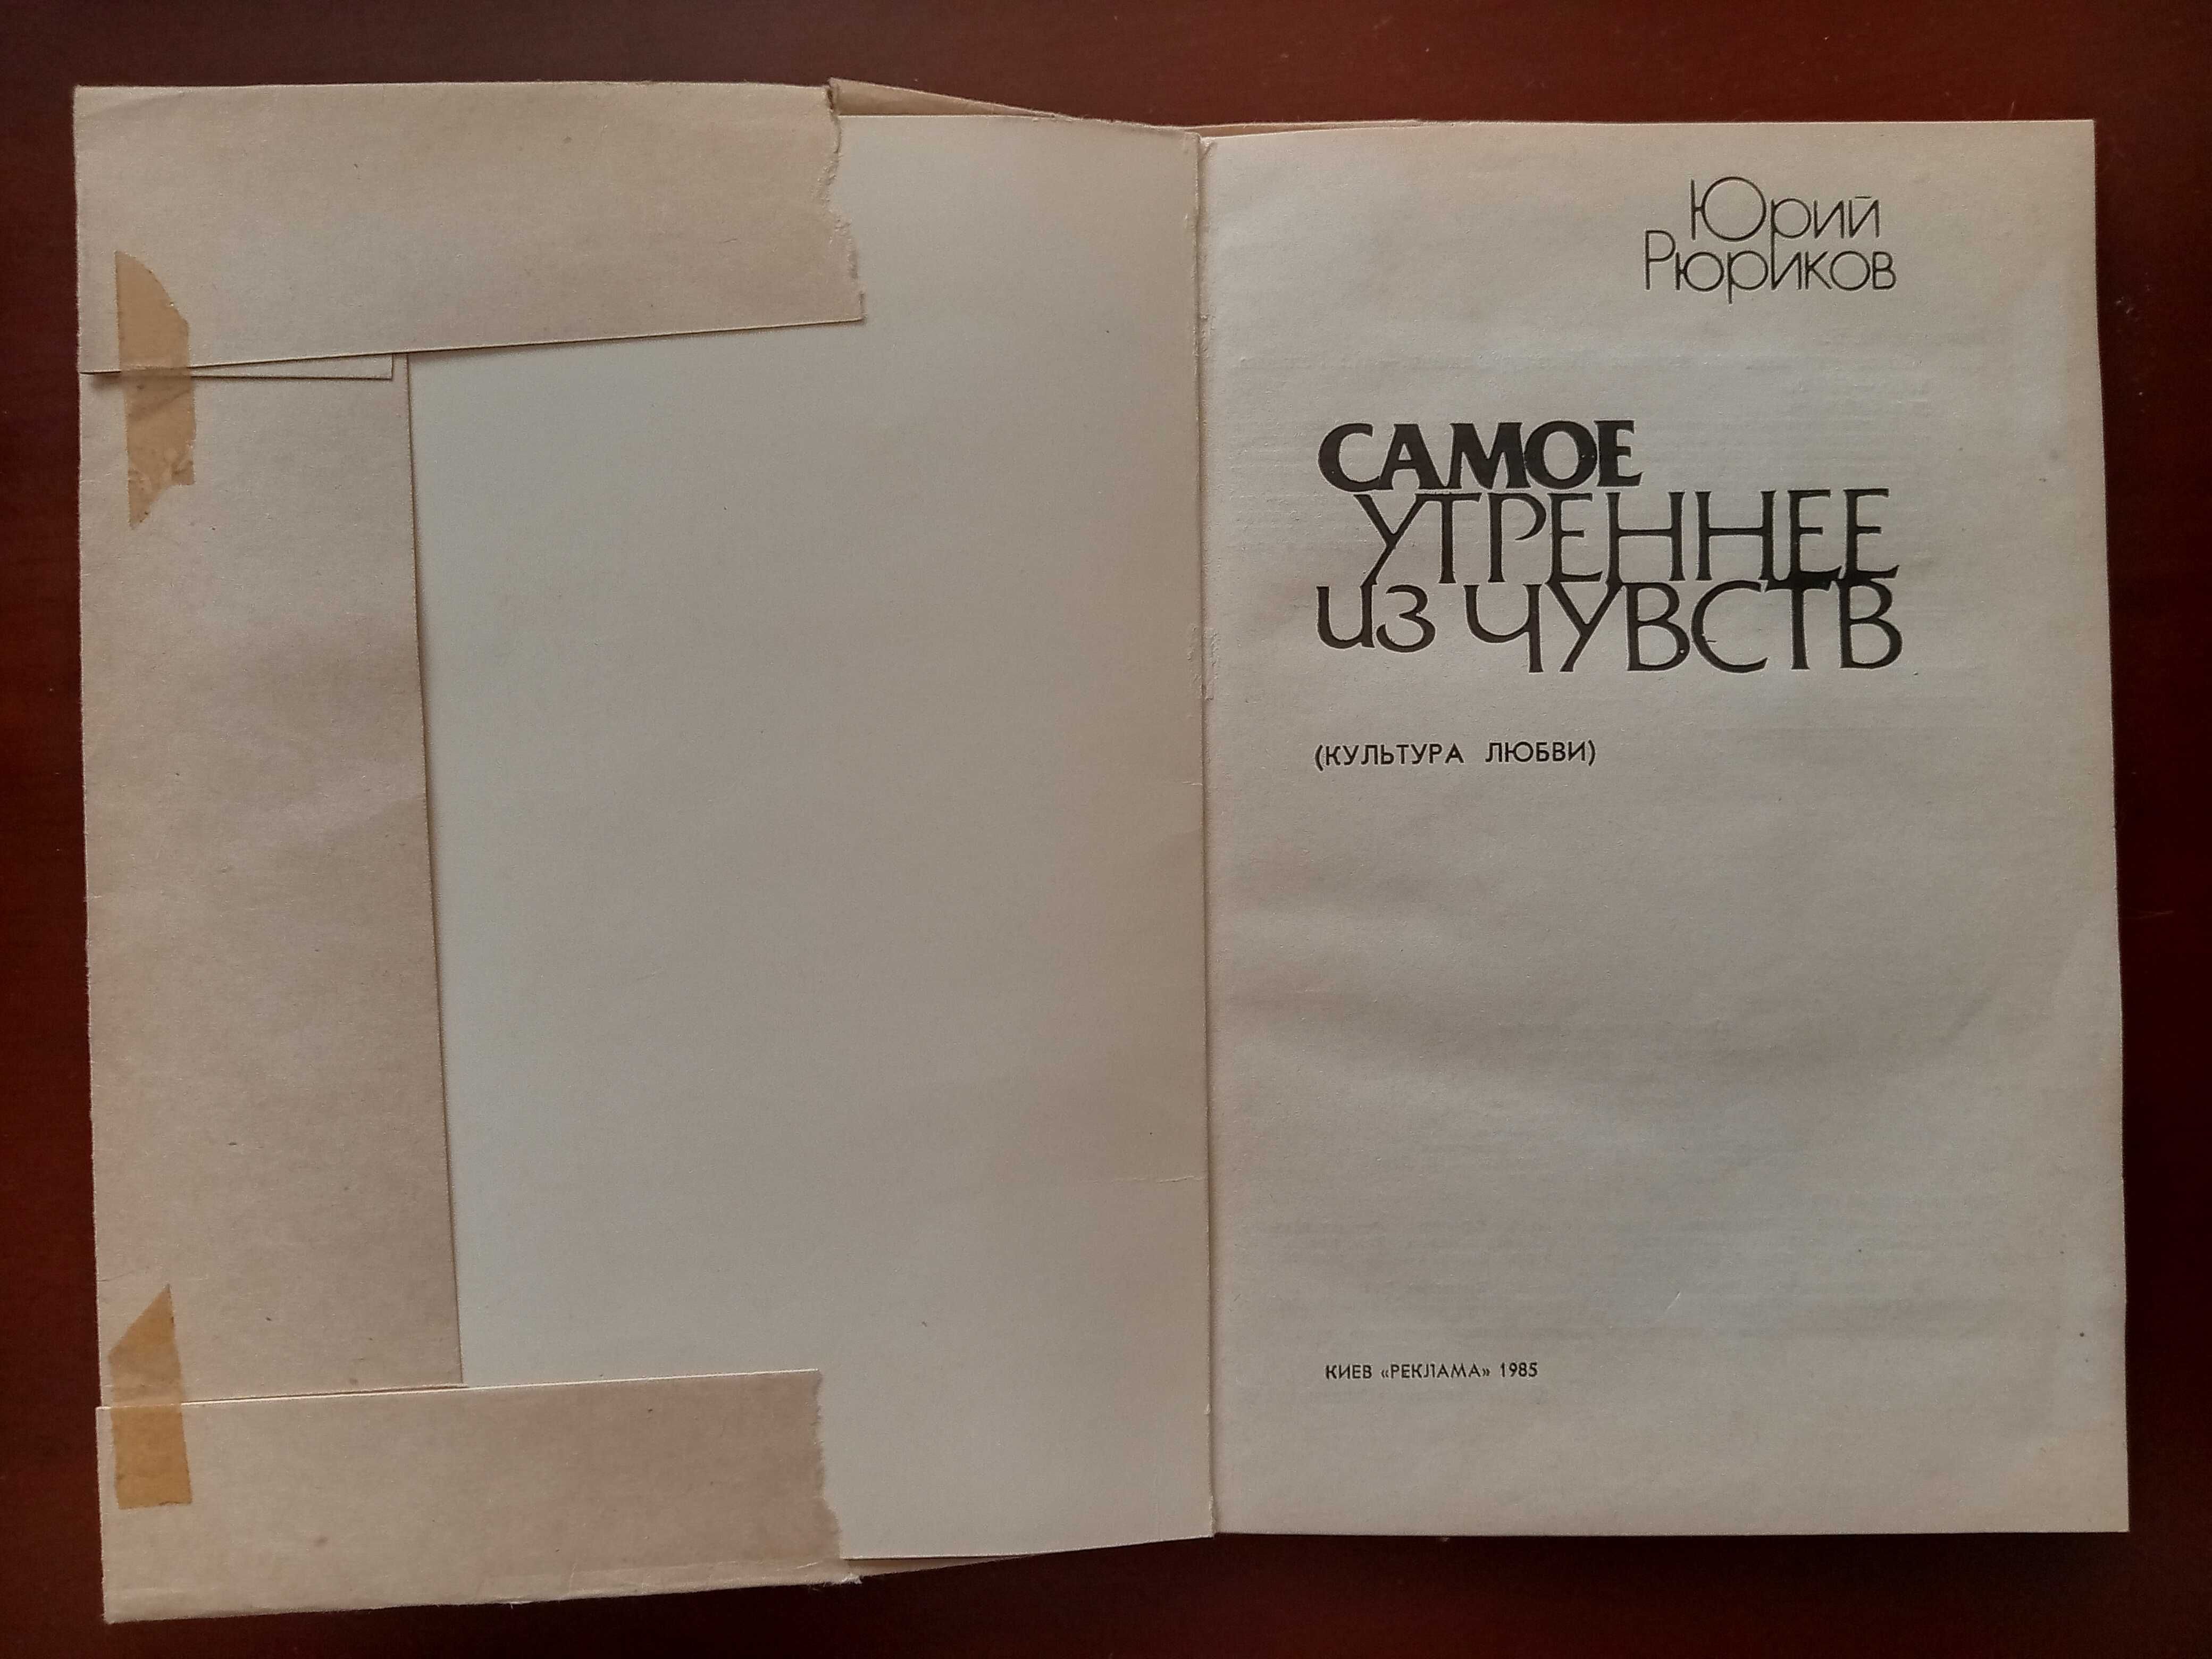 Юрий
Рюриков
САМОЕ
УТРЕННЕЕ
ИЗ ЧУВСТВ
(КУЛЬТУРА ЛЮБВИ)
КИЕВ «РЕКЛАМА» 1985